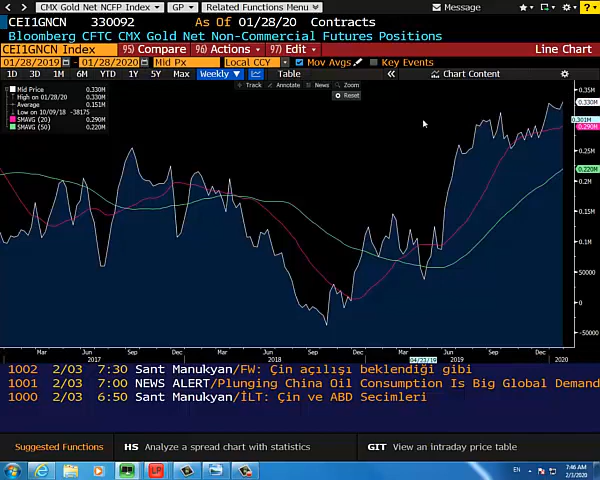 CMX Gold Net NCFP Index GP Related Functions Menu Message
CEI1GNCN 330092 As Of 01/28/20 Contracts
Bloomberg CFTC CMX Gold Net Non-Commercial Futures Positions
CEI1GNCN Index 95) Compare 96) Actions 97) Edit Line Chart
01/28/2019 - 01/28/2020 Mid Px Local CCY Mov Avgs Key Events
1D 3D 1M 6M YTD 1Y 5Y Max Weekly Table Chart Content
Track Annotate News Zoom
Reset
Mid Price 0.330M
High on 01/28/20 0.330M
Average 0.151M
Low on 10/09/18 -38175
SMAVG (20) 0.290M
SMAVG (50) 0.220M
0.35M
0.330M
0.301M
0.290M
0.25M
0.220M
0.2M
0.15M
0.1M
50000
0
-50000
Mar Jun Sep Dec Mar Jun Sep Dec Mar 04/23/19 Sep Dec
2017 2018 2019 2020
1002 2/03 7:30 Sant Manukyan/FW: Çin açılışı beklendiği gibi
1001 2/03 7:00 NEWS ALERT/Plunging China Oil Consumption Is Big Global Demand
1000 2/03 6:50 Sant Manukyan/İLT: Çin ve ABD Secimleri
Suggested Functions HS Analyze a spread chart with statistics GIT View an intraday price table
LP EN 7:46 AM
2/3/2020